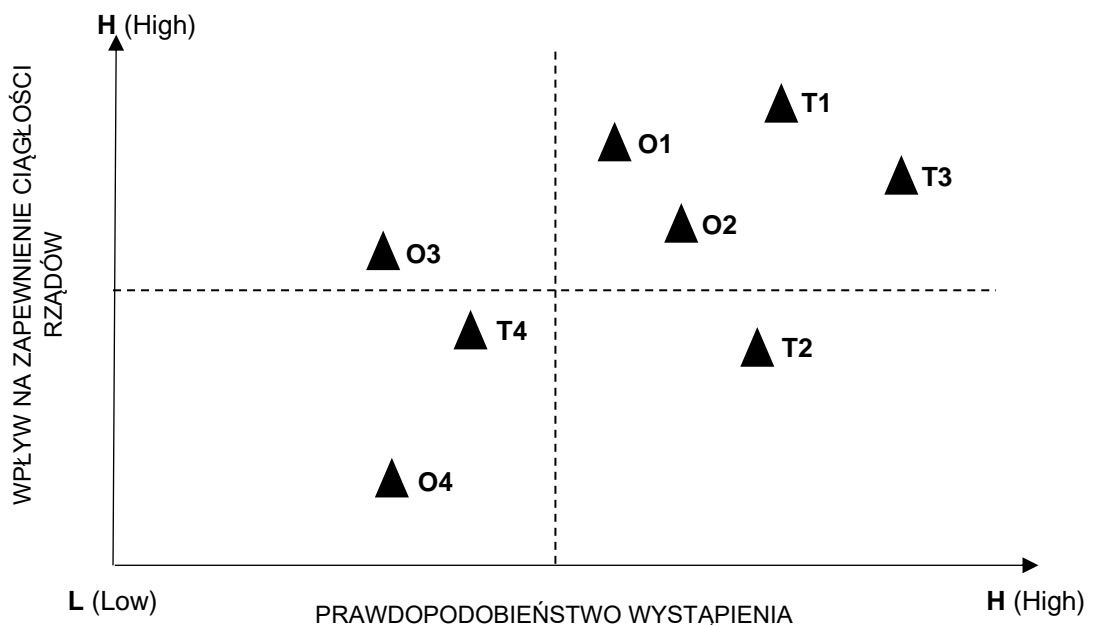 H (High)
WPŁYW NA ZAPEWNIENIE CIĄGŁOŚCI
RZĄDÓW
T1
O1
T3
O2
O3
T4
T2
O4
L (Low)
PRAWDOPODOBIEŃSTWO WYSTĄPIENIA
H (High)